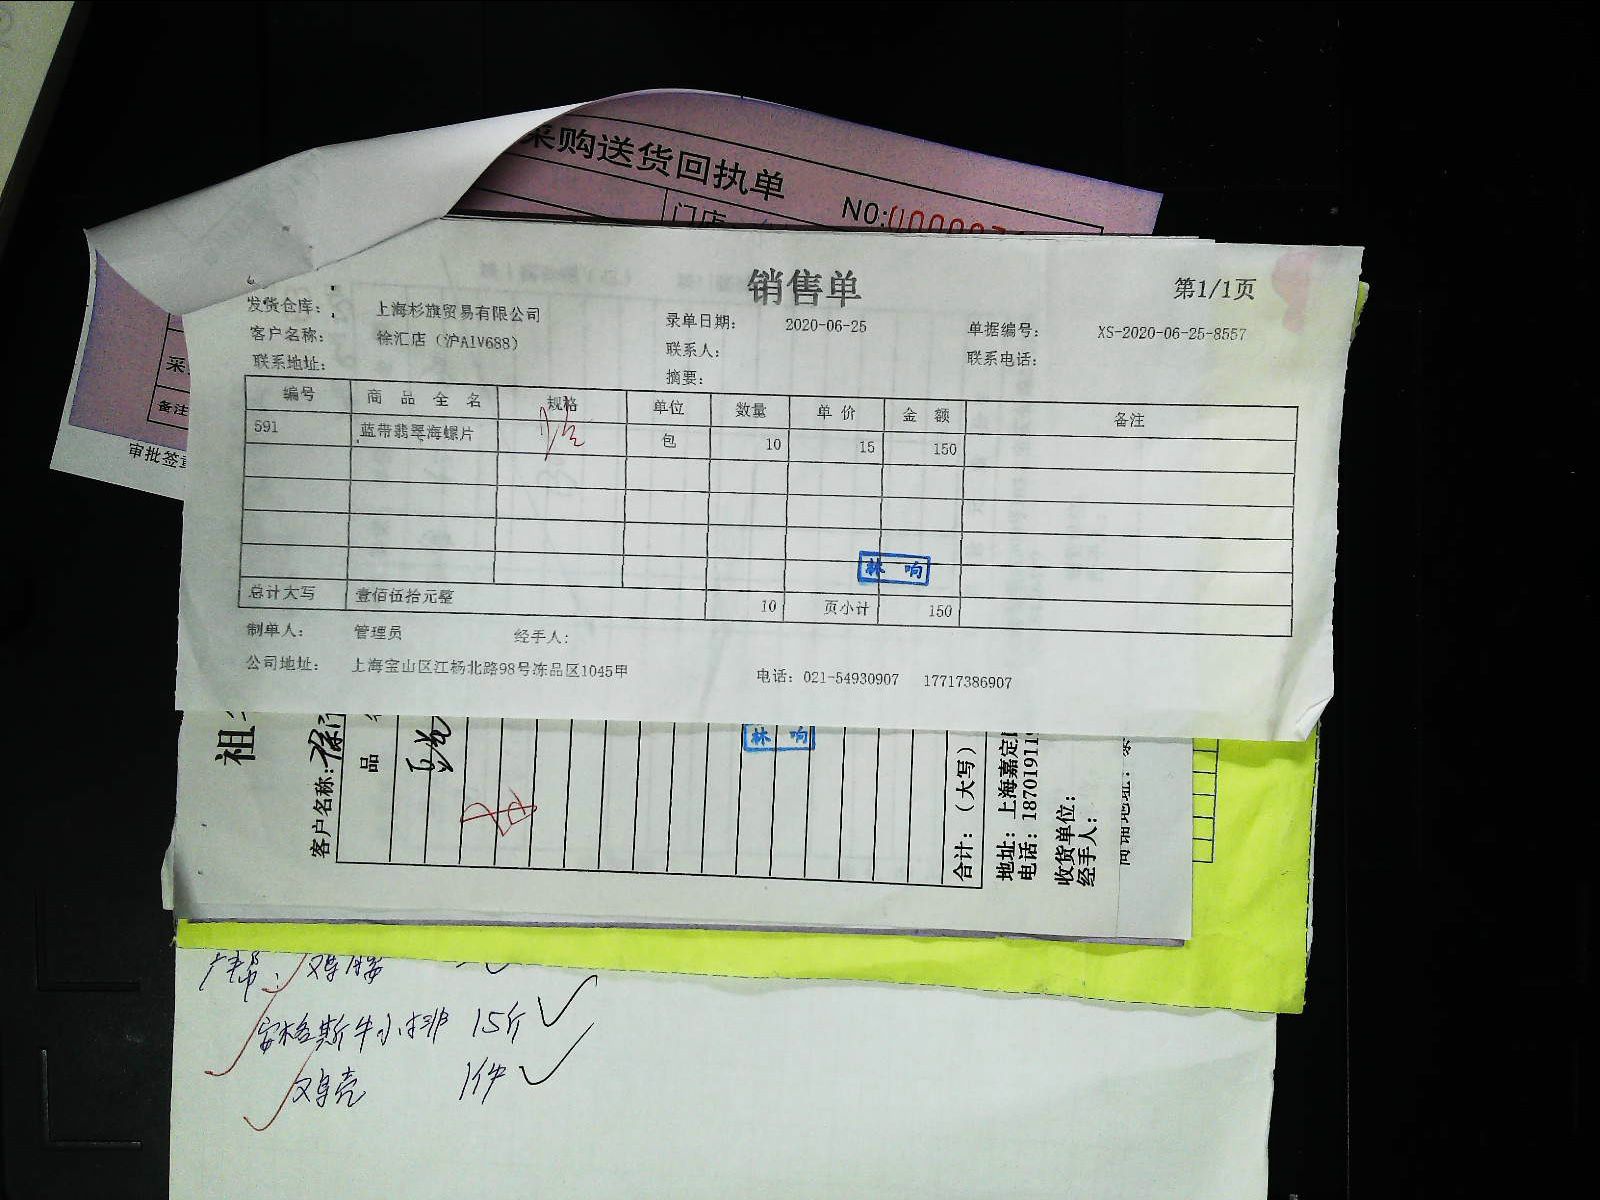 采购送货回执单
NO:
门店
销售单
第1/1页
发货仓库: 上海杉旗贸易有限公司 录单日期: 2020-06-25 单据编号: XS-2020-06-25-8557
客户名称: 徐汇店（沪A1V688） 联系人: 联系电话:
联系地址: 摘要:
编号 商品全名 规格 单位 数量 单价 金额 备注
591 蓝带翡翠海螺片 包 10 15 150
林响
总计大写 壹佰伍拾元整 10 页小计 150
制单人: 管理员 经手人:
公司地址: 上海宝山区江杨北路98号冻品区1045甲 电话: 021-54930907 17717386907
采
备注
审批签
祖
客户名称:
品
林响
合计:（大写）
地址: 上海嘉定
电话: 18701911
收货单位:
经手人:
安格斯牛小排 15斤
鸡壳 1件